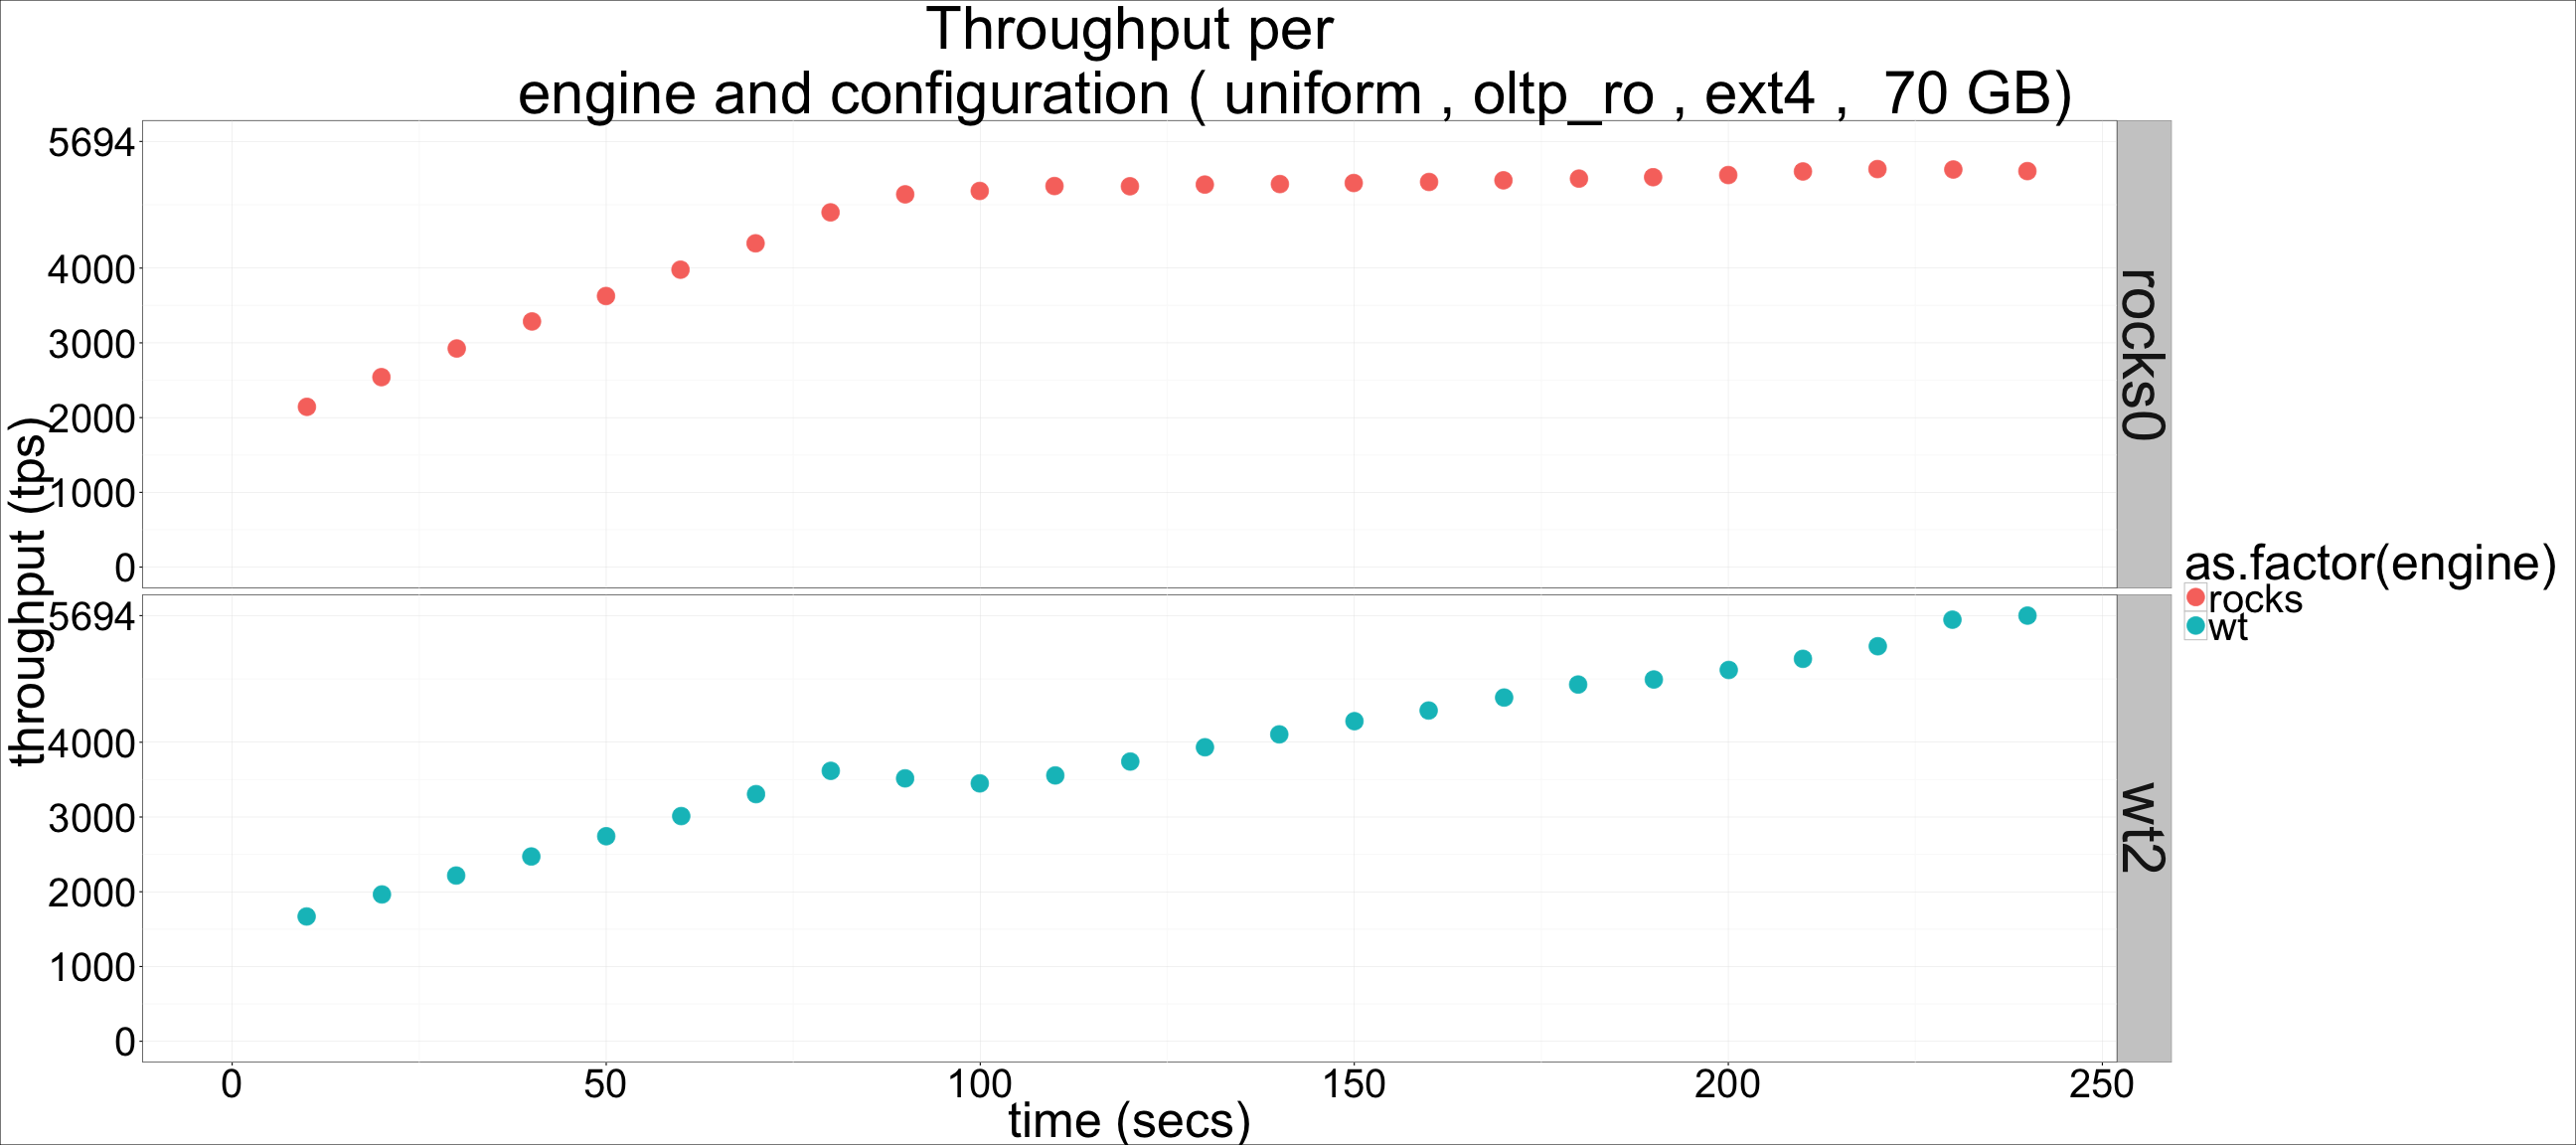 Throughput per
engine and configuration ( uniform , oltp_ro , ext4 ,  70 GB)
throughput (tps)
5694
4000
3000
2000
1000
0
rocks0
5694
4000
3000
2000
1000
0
wt2
0 50 100 150 200 250
time (secs)
as.factor(engine)
rocks
wt